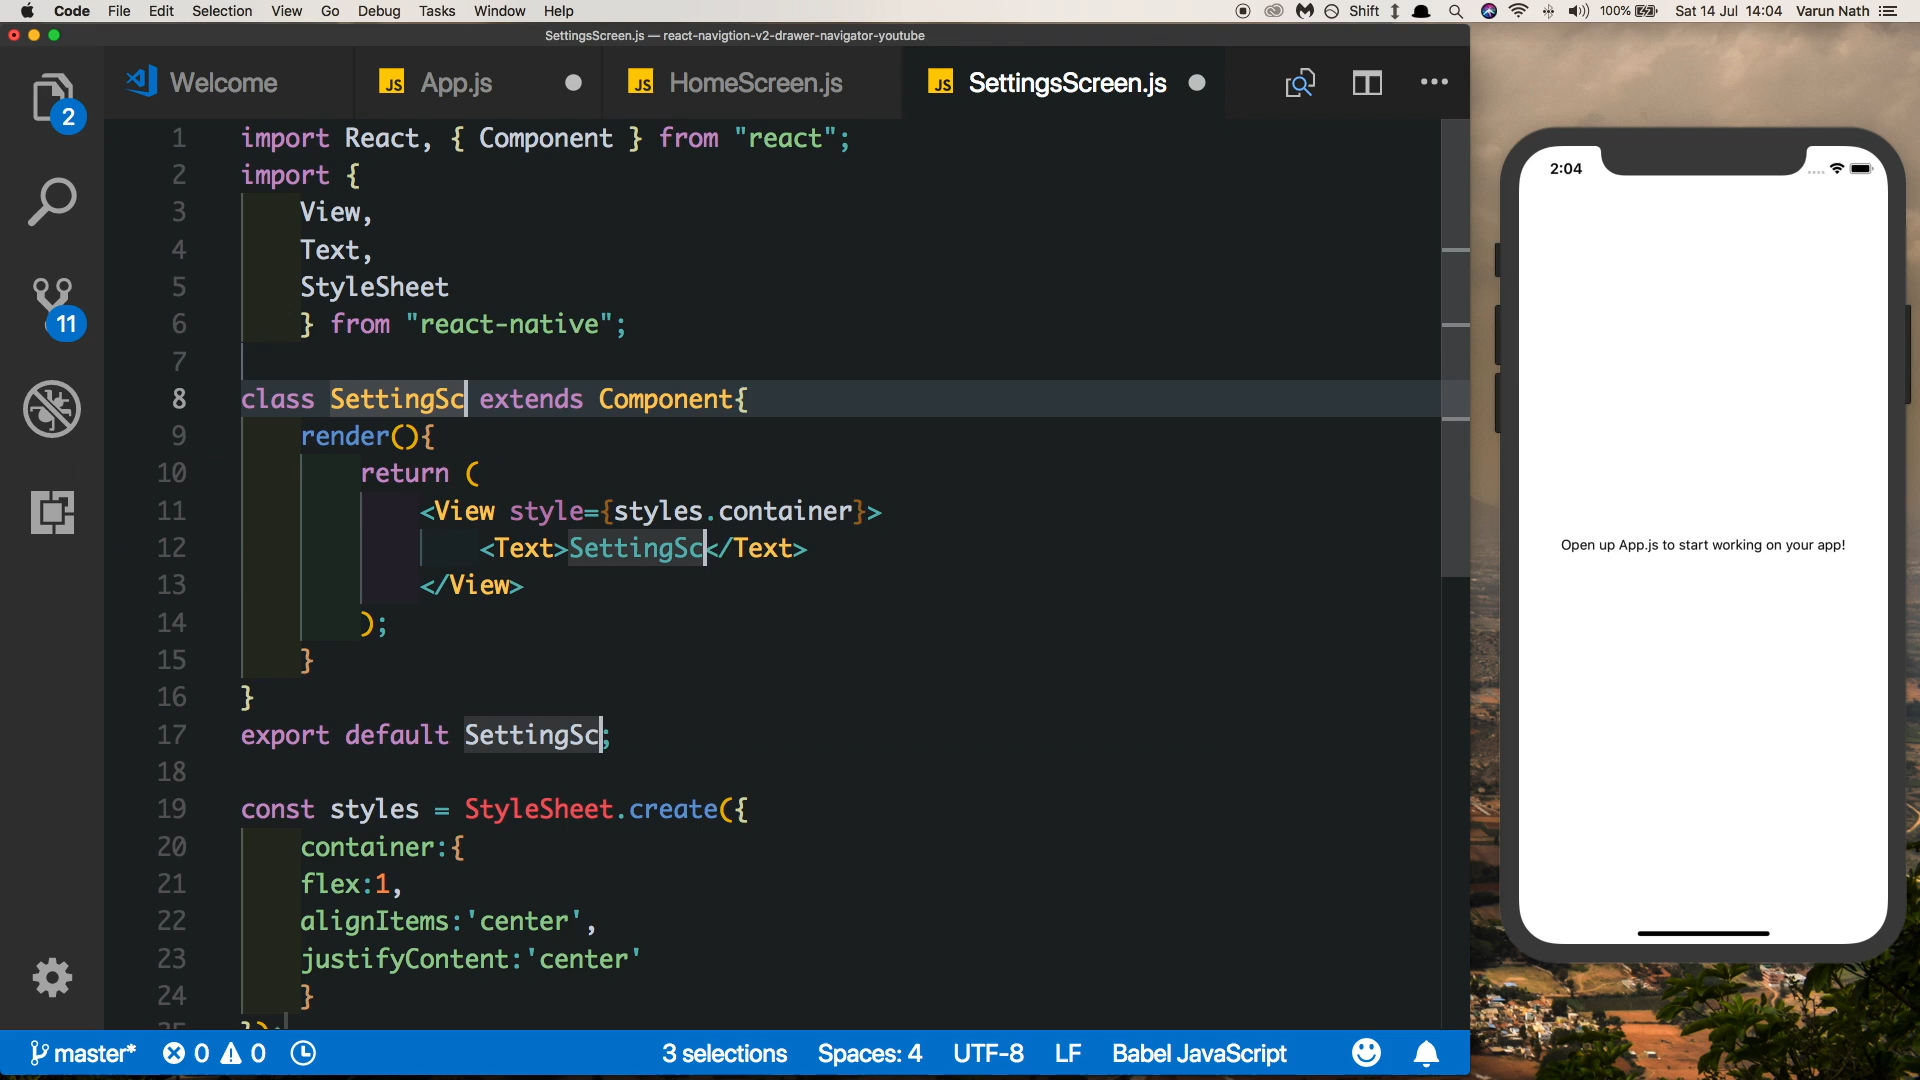 Code File Edit Selection View Go Debug Tasks Window Help Shift 100% Sat 14 Jul 14:04 Varun Nath
SettingsScreen.js — react-navigtion-v2-drawer-navigator-youtube
Welcome JS App.js JS HomeScreen.js JS SettingsScreen.js
2
11
1 import React, { Component } from "react";
2 import {
3 View,
4 Text,
5 StyleSheet
6 } from "react-native";
7
8 class SettingSc extends Component{
9 render(){
10 return (
11 <View style={styles.container}>
12 <Text>SettingSc</Text>
13 </View>
14 );
15 }
16 }
17 export default SettingSc;
18
19 const styles = StyleSheet.create({
20 container:{
21 flex:1,
22 alignItems:'center',
23 justifyContent:'center'
24 }
25 });
master* 0 0 3 selections Spaces: 4 UTF-8 LF Babel JavaScript
2:04
Open up App.js to start working on your app!